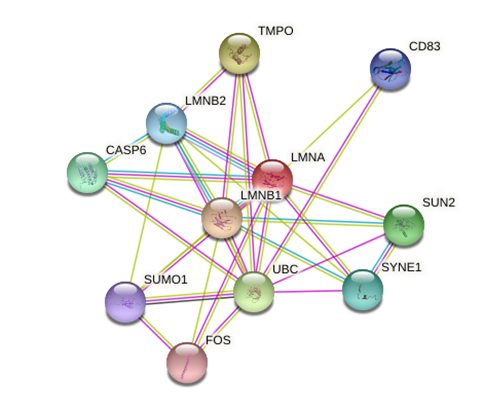 TMPO
CD83
LMNB2
CASP6
LMNA
LMNB1
SUN2
SYNE1
UBC
SUMO1
FOS